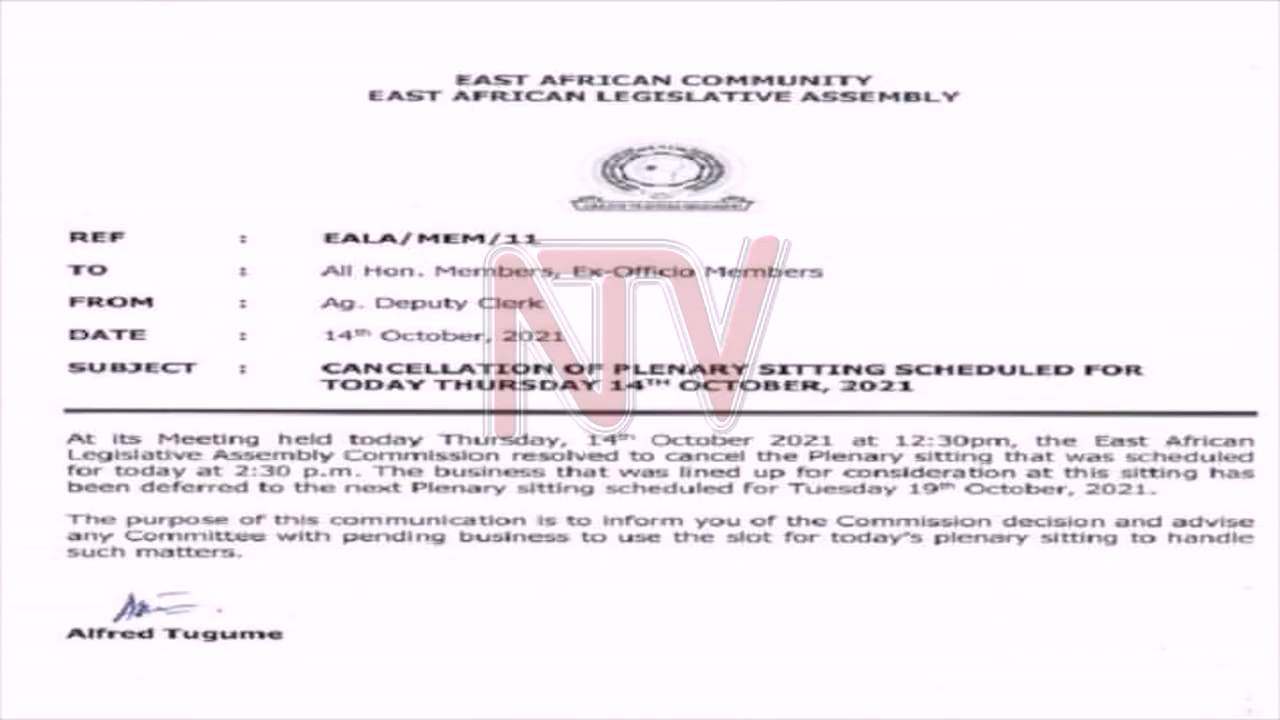 EAST AFRICAN COMMUNITY
EAST AFRICAN LEGISLATIVE ASSEMBLY
REF : EALA/MEM/11
TO : All Hon. Members, Ex-Officio Members
FROM : Ag. Deputy Clerk
DATE : 14th October, 2021
SUBJECT : CANCELLATION OF PLENARY SITTING SCHEDULED FOR
TODAY THURSDAY 14TH OCTOBER, 2021
NTV
At its Meeting held today Thursday, 14th October 2021 at 12:30pm, the East African
Legislative Assembly Commission resolved to cancel the Plenary sitting that was scheduled
for today at 2:30 p.m. The business that was lined up for consideration at this sitting has
been deferred to the next Plenary sitting scheduled for Tuesday 19th October, 2021.
The purpose of this communication is to inform you of the Commission decision and advise
any Committee with pending business to use the slot for today's plenary sitting to handle
such matters.
Alfred Tugume